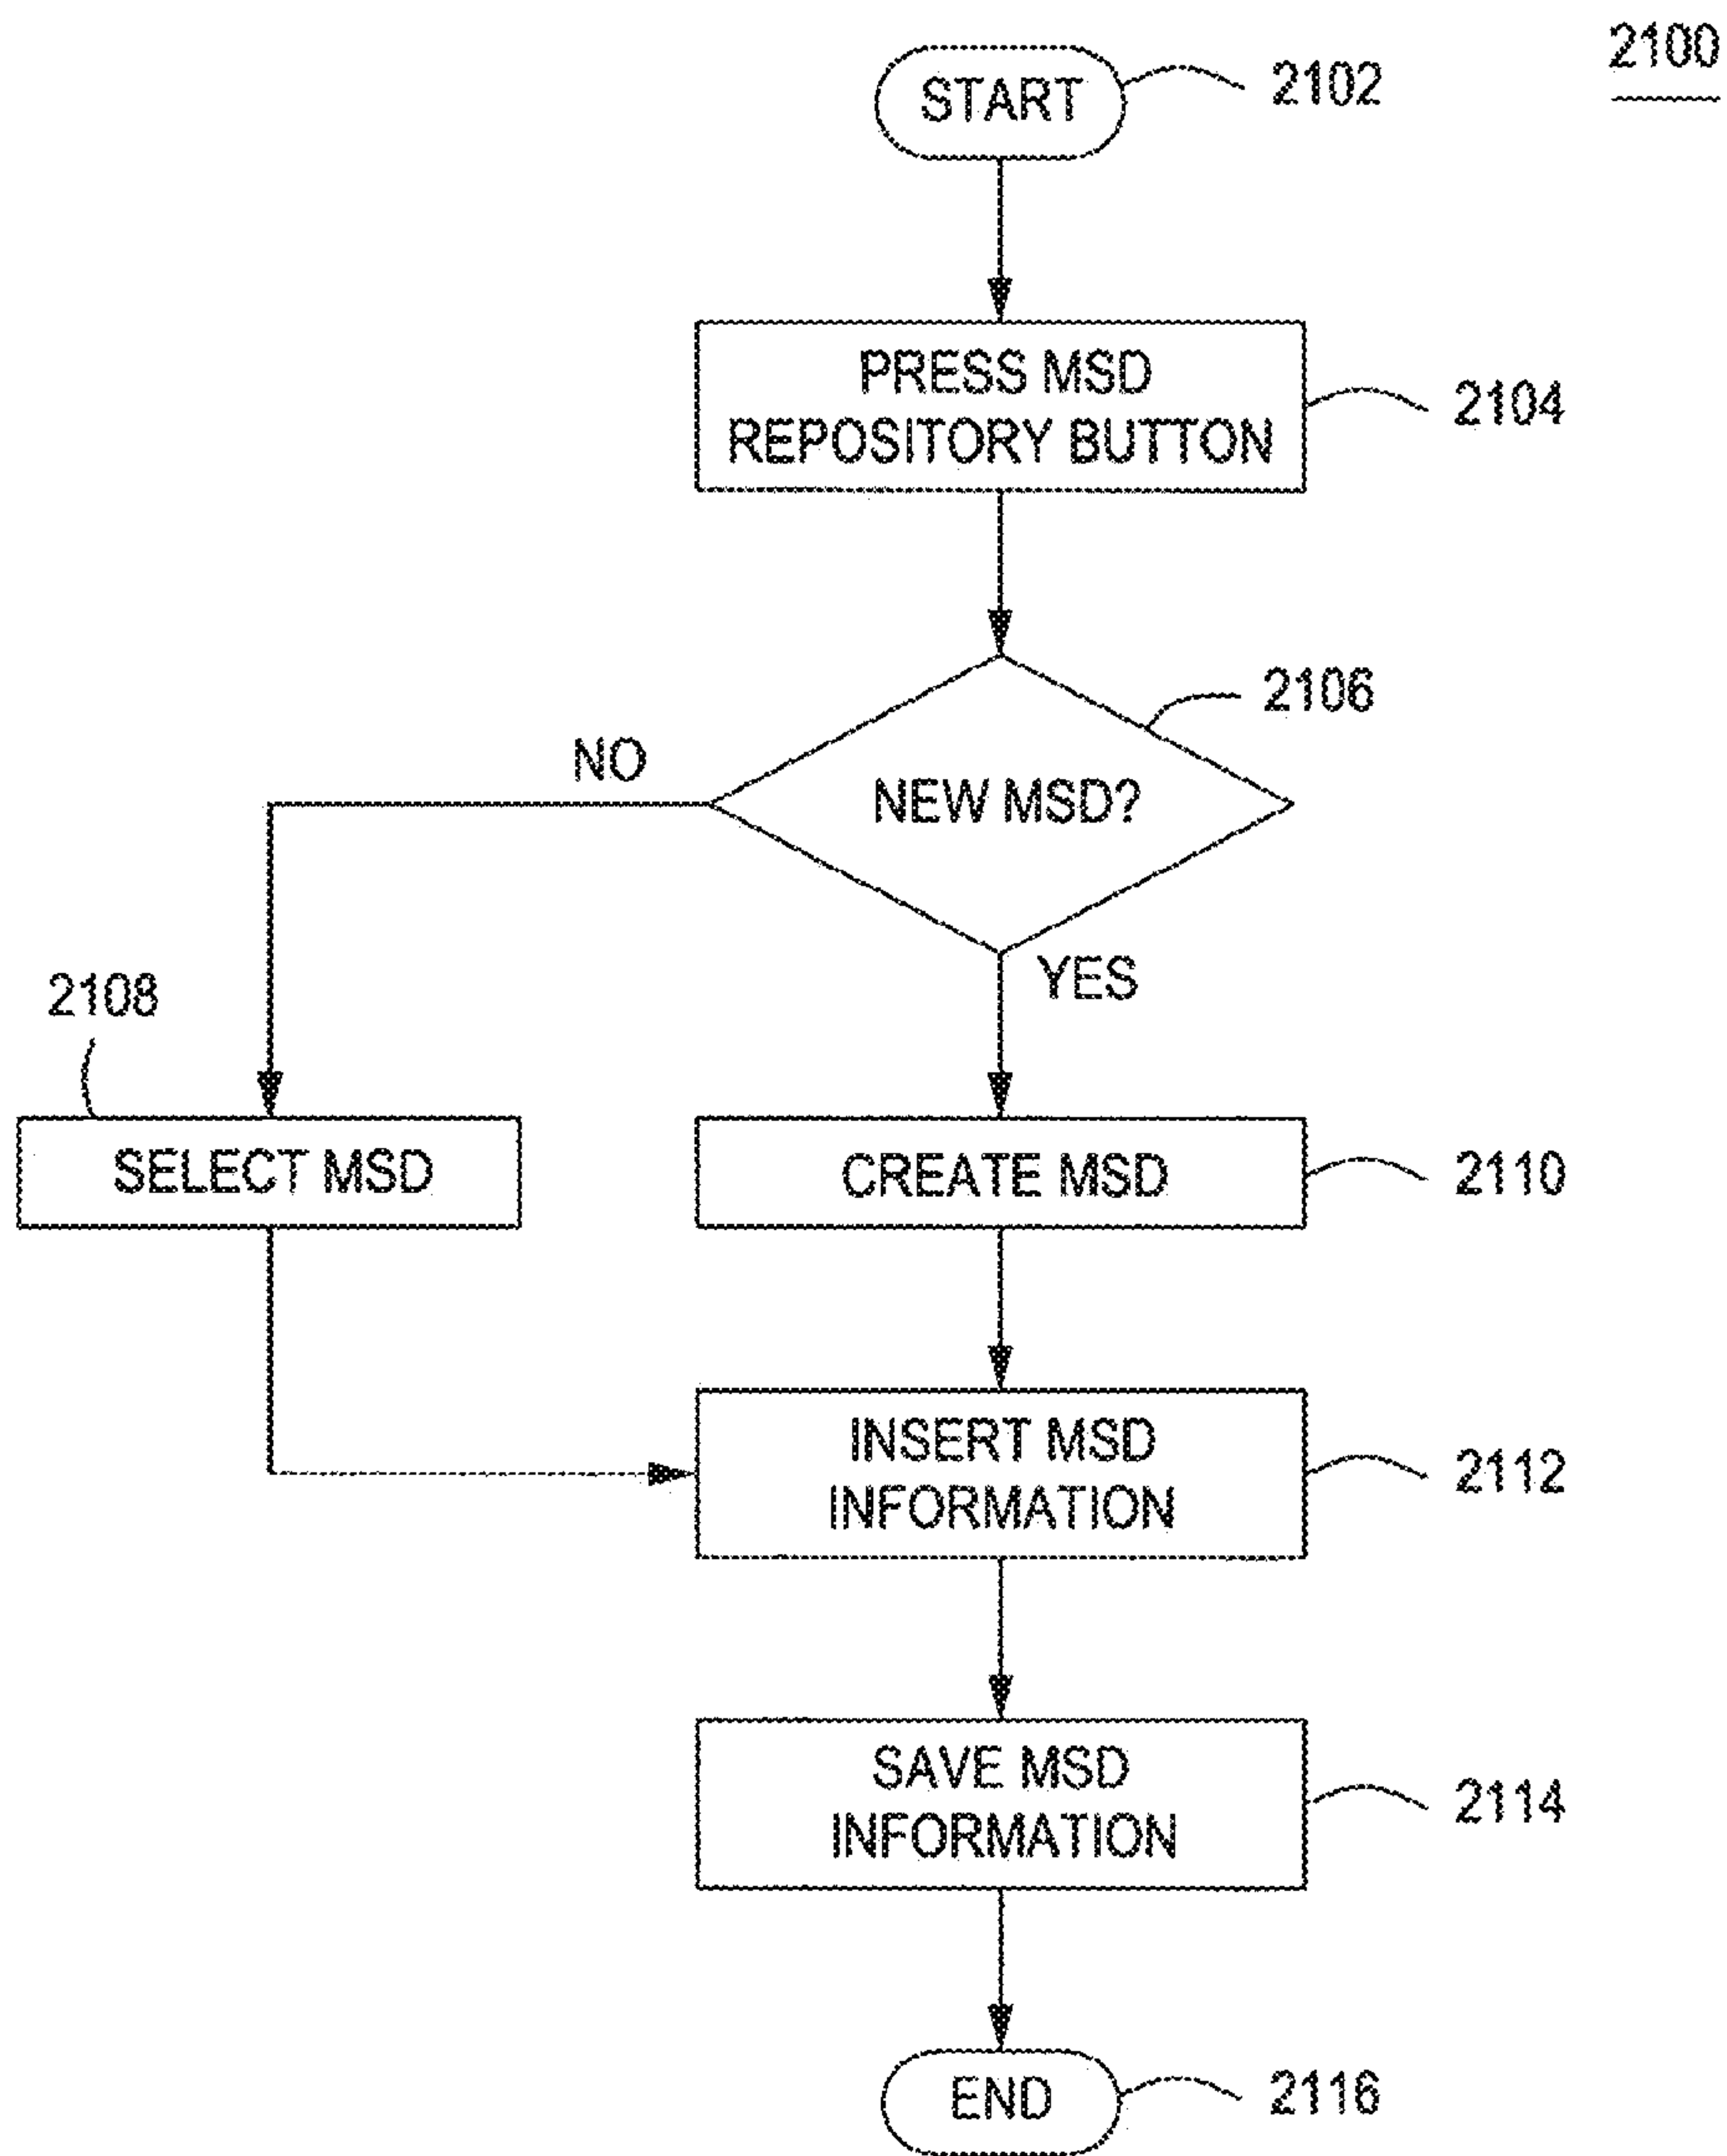 2100
START
2102
PRESS MSD
REPOSITORY BUTTON
2104
2106
NEW MSD?
NO
YES
2108
SELECT MSD
CREATE MSD
2110
INSERT MSD
INFORMATION
2112
SAVE MSD
INFORMATION
2114
END
2116